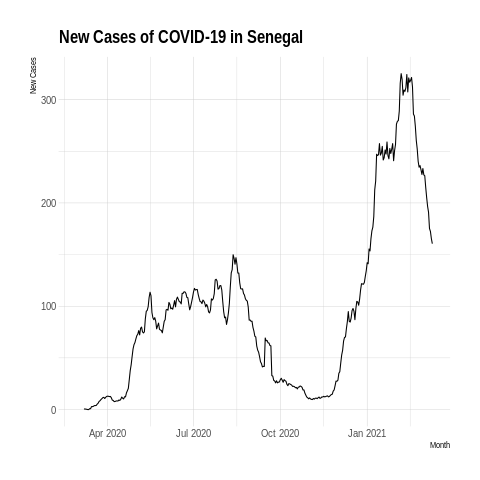 New Cases of COVID-19 in Senegal
New Cases
300
200
100
0
Apr 2020 Jul 2020 Oct 2020 Jan 2021
Month